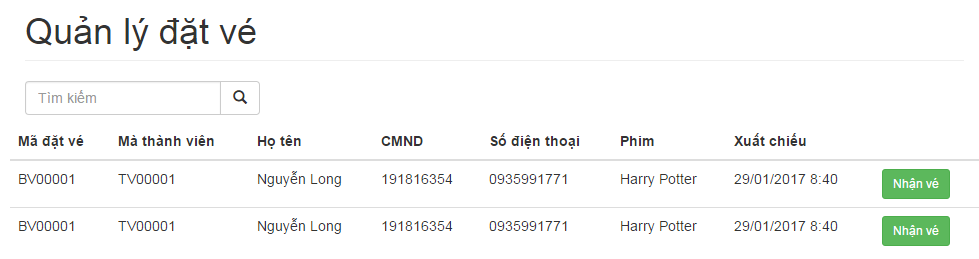 Quản lý đặt vé
Tìm kiếm
Mã đặt vé Mà thành viên Họ tên CMND Số điện thoại Phim Xuất chiếu
BV00001 TV00001 Nguyễn Long 191816354 0935991771 Harry Potter 29/01/2017 8:40 Nhận vé
BV00001 TV00001 Nguyễn Long 191816354 0935991771 Harry Potter 29/01/2017 8:40 Nhận vé